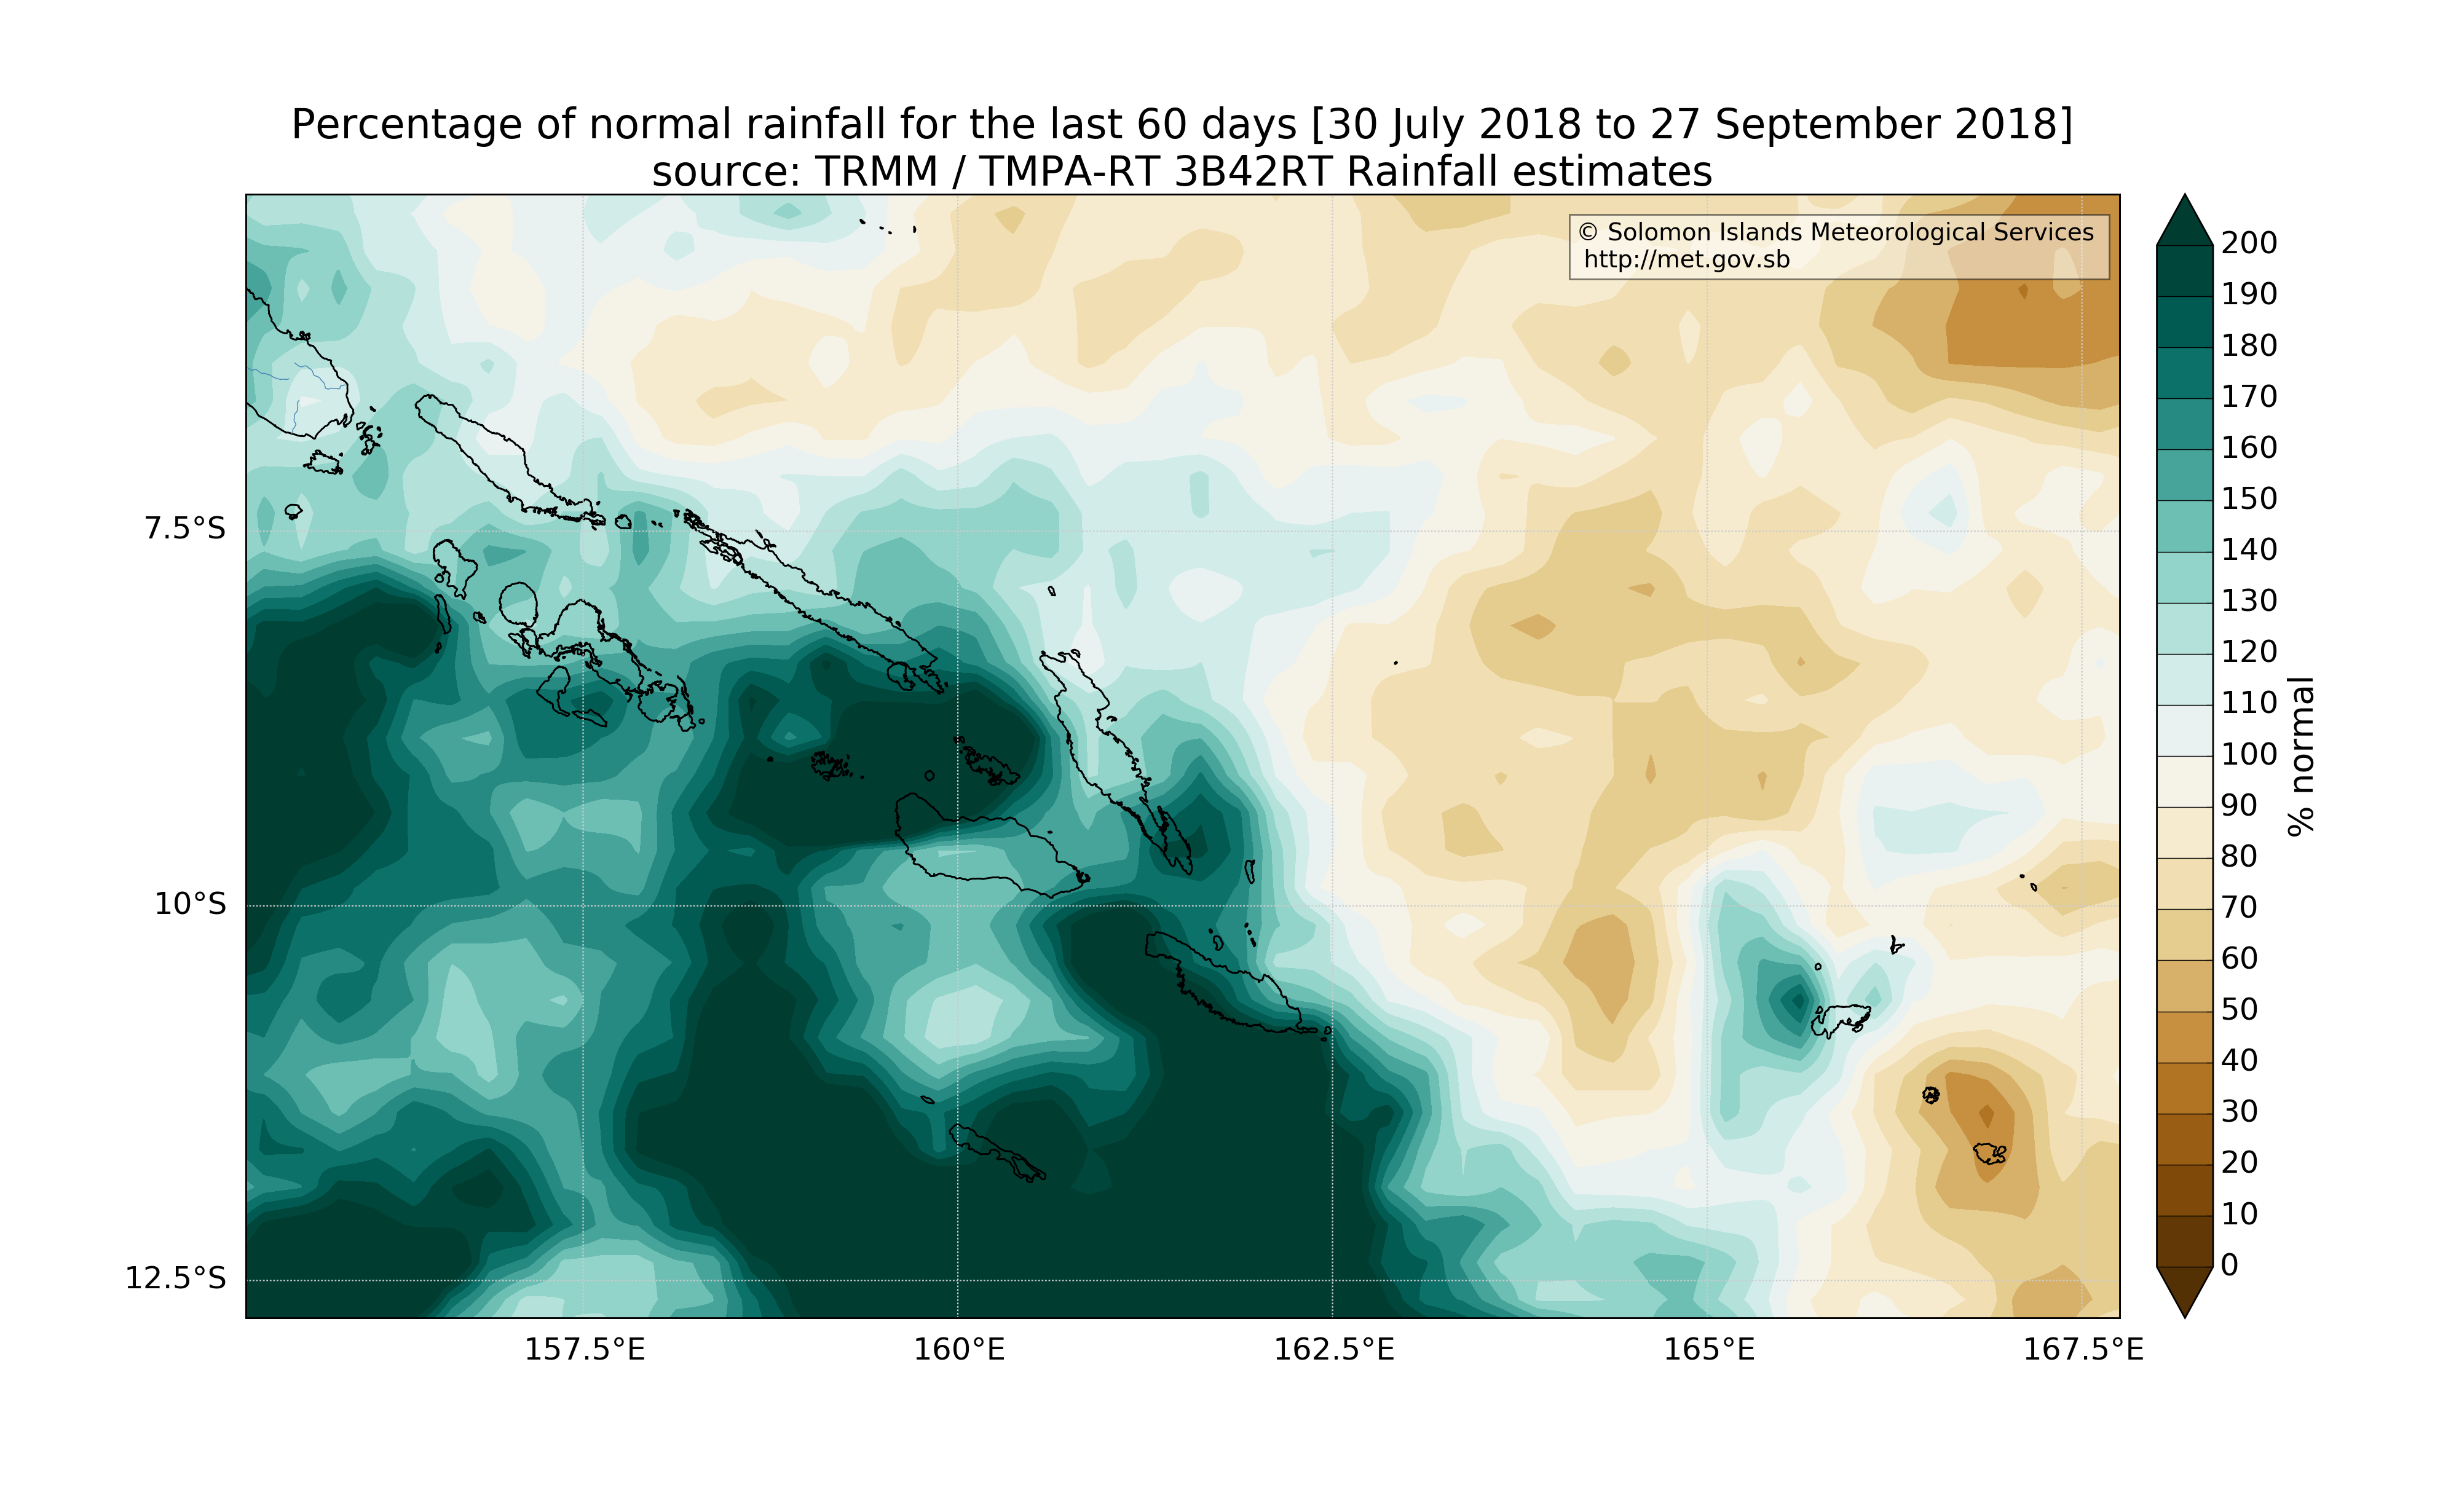 Percentage of normal rainfall for the last 60 days [30 July 2018 to 27 September 2018]
source: TRMM / TMPA-RT 3B42RT Rainfall estimates
© Solomon Islands Meteorological Services
http://met.gov.sb
7.5°S
10°S
12.5°S
157.5°E
160°E
162.5°E
165°E
167.5°E
200
190
180
170
160
150
140
130
120
110
100
90
80
70
60
50
40
30
20
10
0
% normal